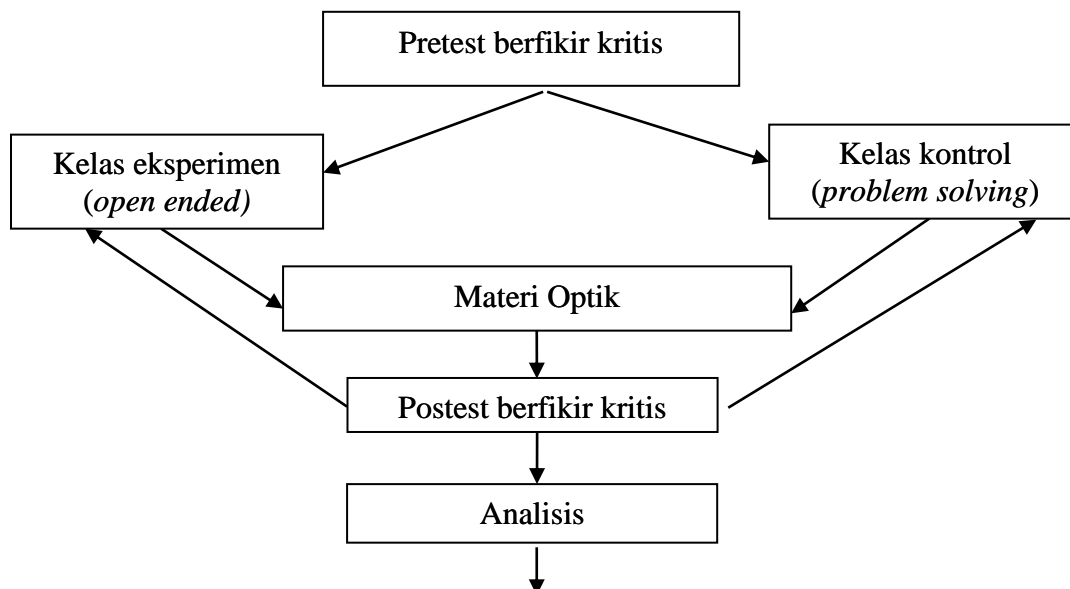 Pretest berfikir kritis
Kelas eksperimen
(open ended)
Kelas kontrol
(problem solving)
Materi Optik
Postest berfikir kritis
Analisis